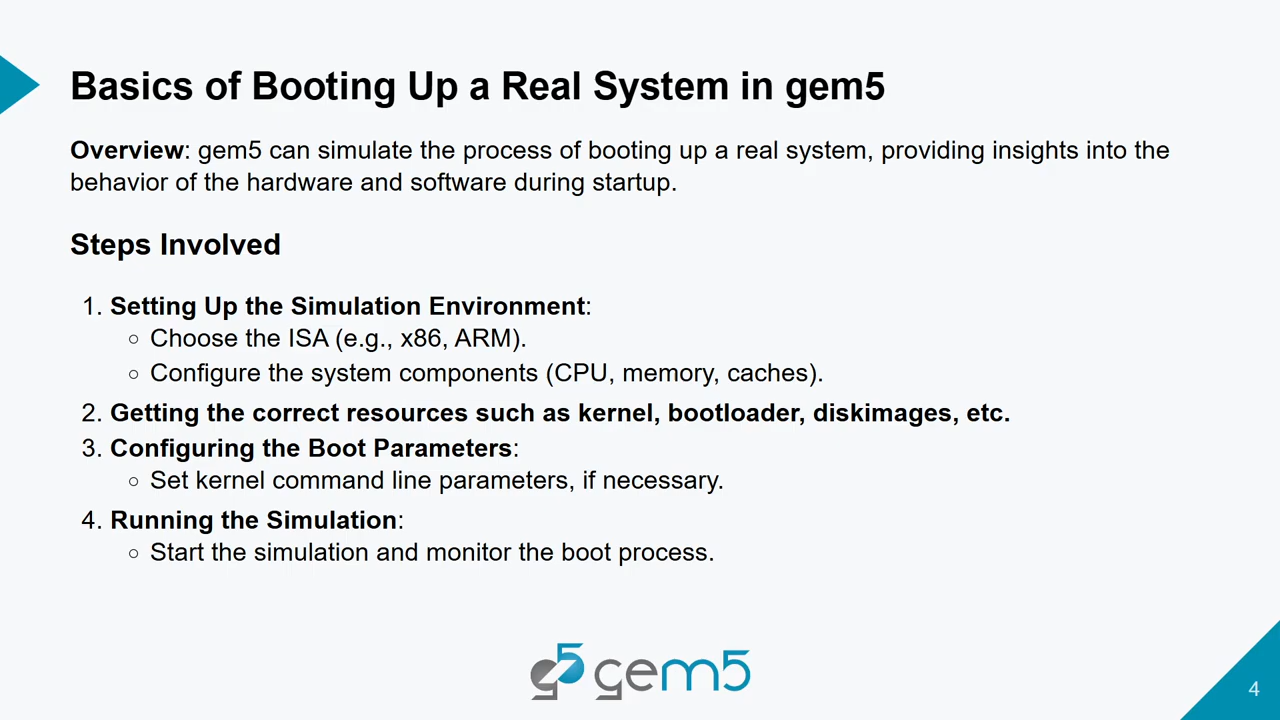 Basics of Booting Up a Real System in gem5
Overview: gem5 can simulate the process of booting up a real system, providing insights into the
behavior of the hardware and software during startup.
Steps Involved
1. Setting Up the Simulation Environment:
○ Choose the ISA (e.g., x86, ARM).
○ Configure the system components (CPU, memory, caches).
2. Getting the correct resources such as kernel, bootloader, diskimages, etc.
3. Configuring the Boot Parameters:
○ Set kernel command line parameters, if necessary.
4. Running the Simulation:
○ Start the simulation and monitor the boot process.
g5 gem5
4